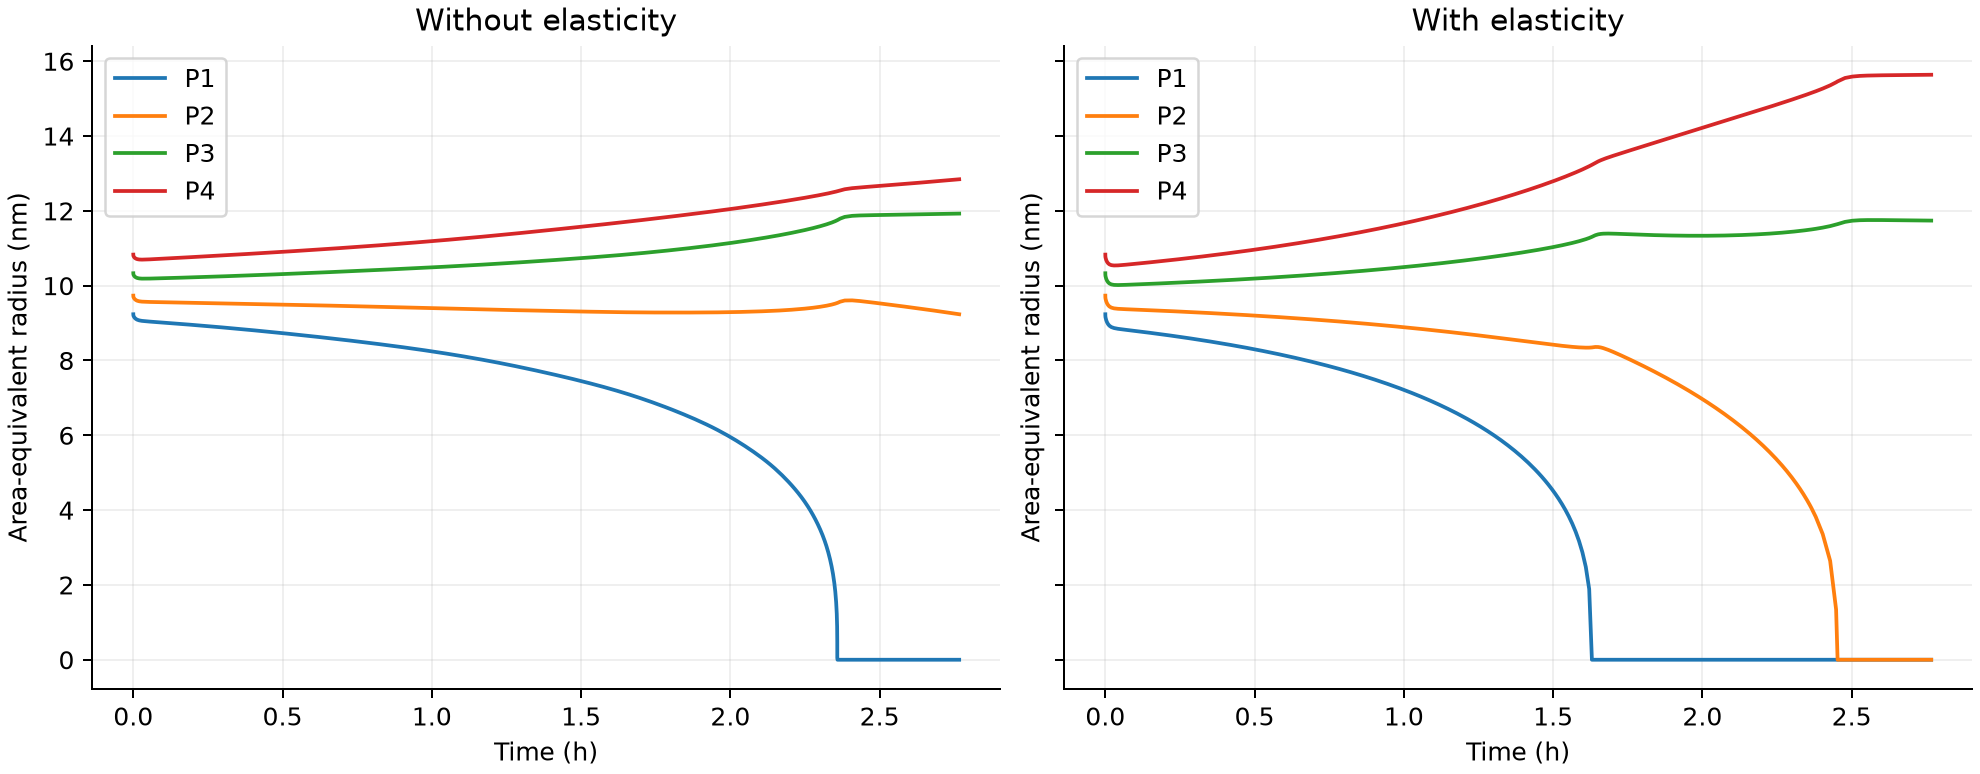 Without elasticity
Area-equivalent radius (nm)
16
14
12
10
8
6
4
2
0
P1
P2
P3
P4
0.0 0.5 1.0 1.5 2.0 2.5
Time (h)
With elasticity
Area-equivalent radius (nm)
P1
P2
P3
P4
0.0 0.5 1.0 1.5 2.0 2.5
Time (h)